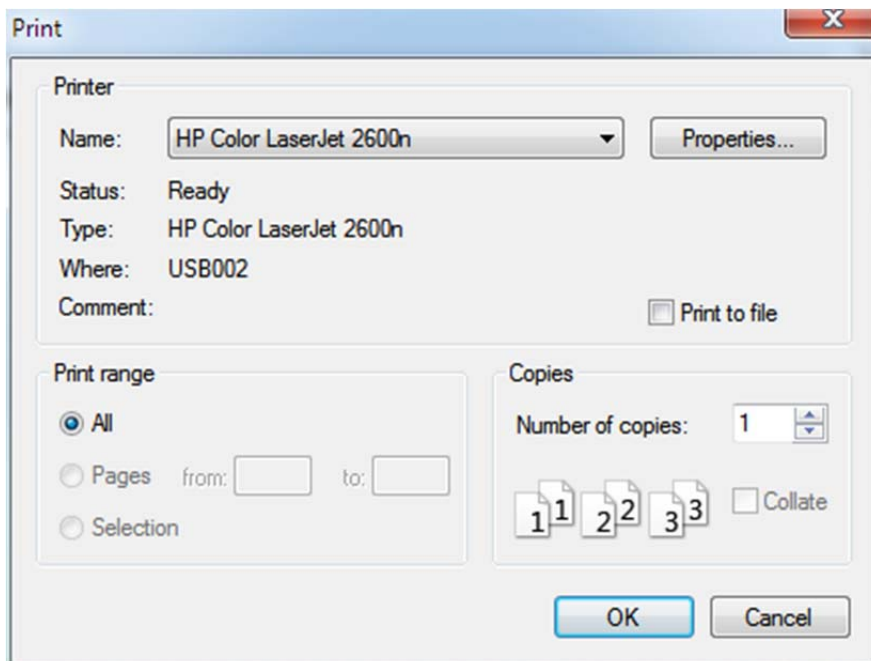 Print
Printer
Name: HP Color LaserJet 2600n Properties...
Status: Ready
Type: HP Color LaserJet 2600n
Where: USB002
Comment:
Print to file
Print range
All
Pages from: to:
Selection
Copies
Number of copies: 1
1 1 2 2 3 3 Collate
OK Cancel